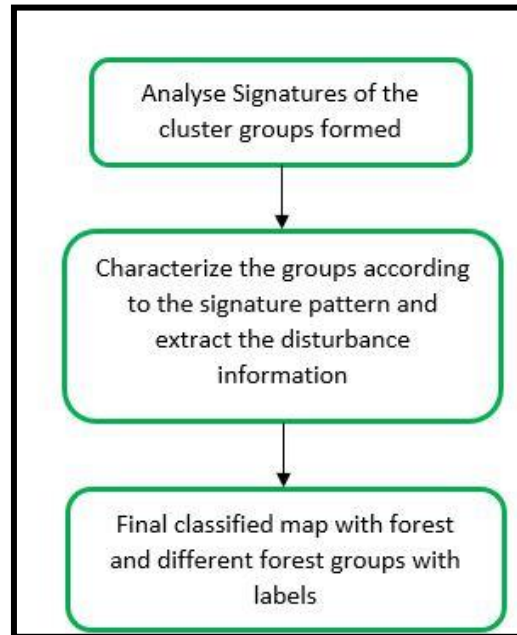 Analyse Signatures of the
cluster groups formed
Characterize the groups according
to the signature pattern and
extract the disturbance
information
Final classified map with forest
and different forest groups with
labels